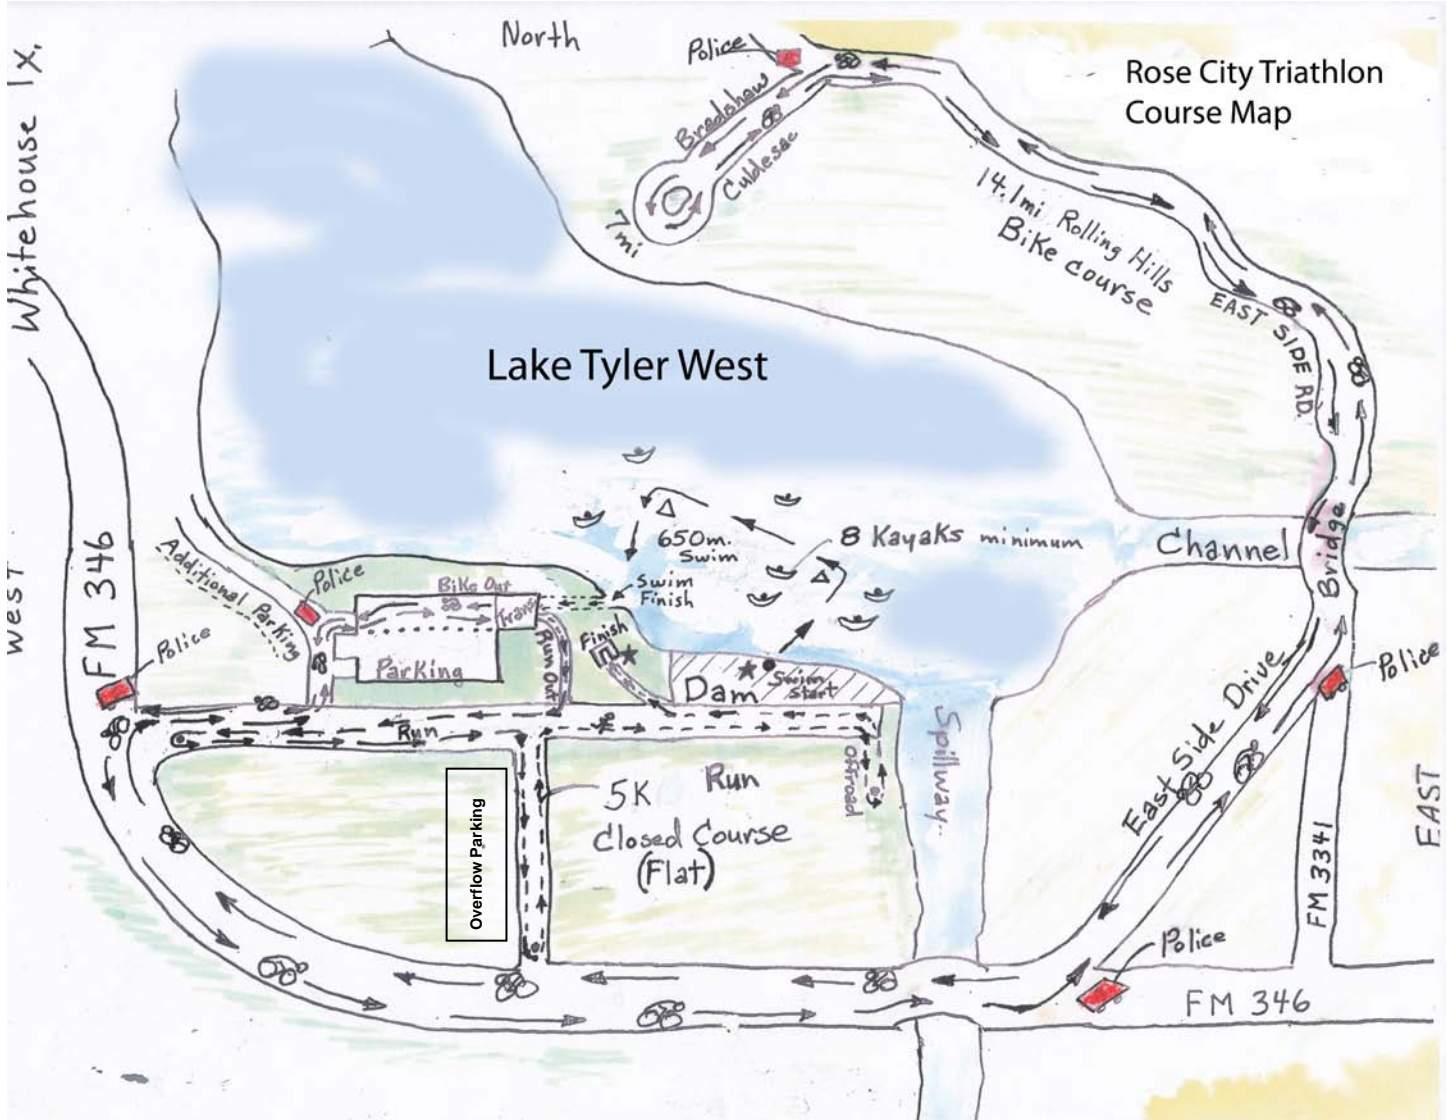 North
Police
Rose City Triathlon
Course Map
Whitehouse Tx.
Bradshaw
Culdesac
7mi
14.1mi Rolling Hills
Bike course
EAST SIDE RD.
Lake Tyler West
650m.
Swim
8 Kayaks minimum
Channel
Bridge
Swim
Finish
Additional Parking
Police
Bike Out
Trans
FM 346
West
Police
Parking
Run Out
Finish
Dam
Swim
start
Police
East Side Drive
Run
offroad
Spillway
5K Run
Closed Course
(Flat)
Overflow Parking
EAST
FM 3341
Police
FM 346